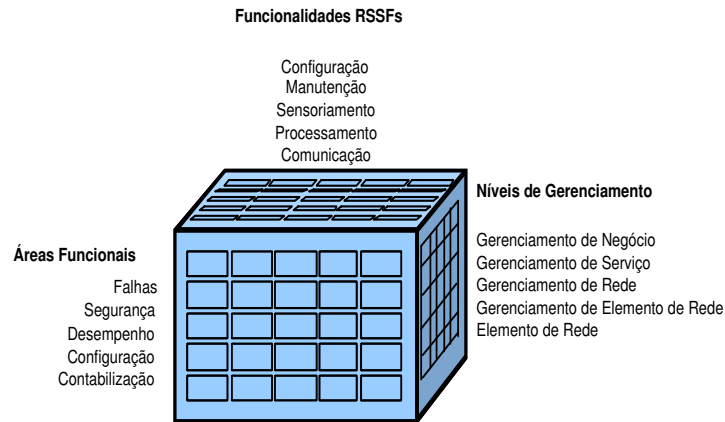 Funcionalidades RSSFs
Configuração
Manutenção
Sensoriamento
Processamento
Comunicação
Níveis de Gerenciamento
Gerenciamento de Negócio
Gerenciamento de Serviço
Gerenciamento de Rede
Gerenciamento de Elemento de Rede
Elemento de Rede
Áreas Funcionais
Falhas
Segurança
Desempenho
Configuração
Contabilização